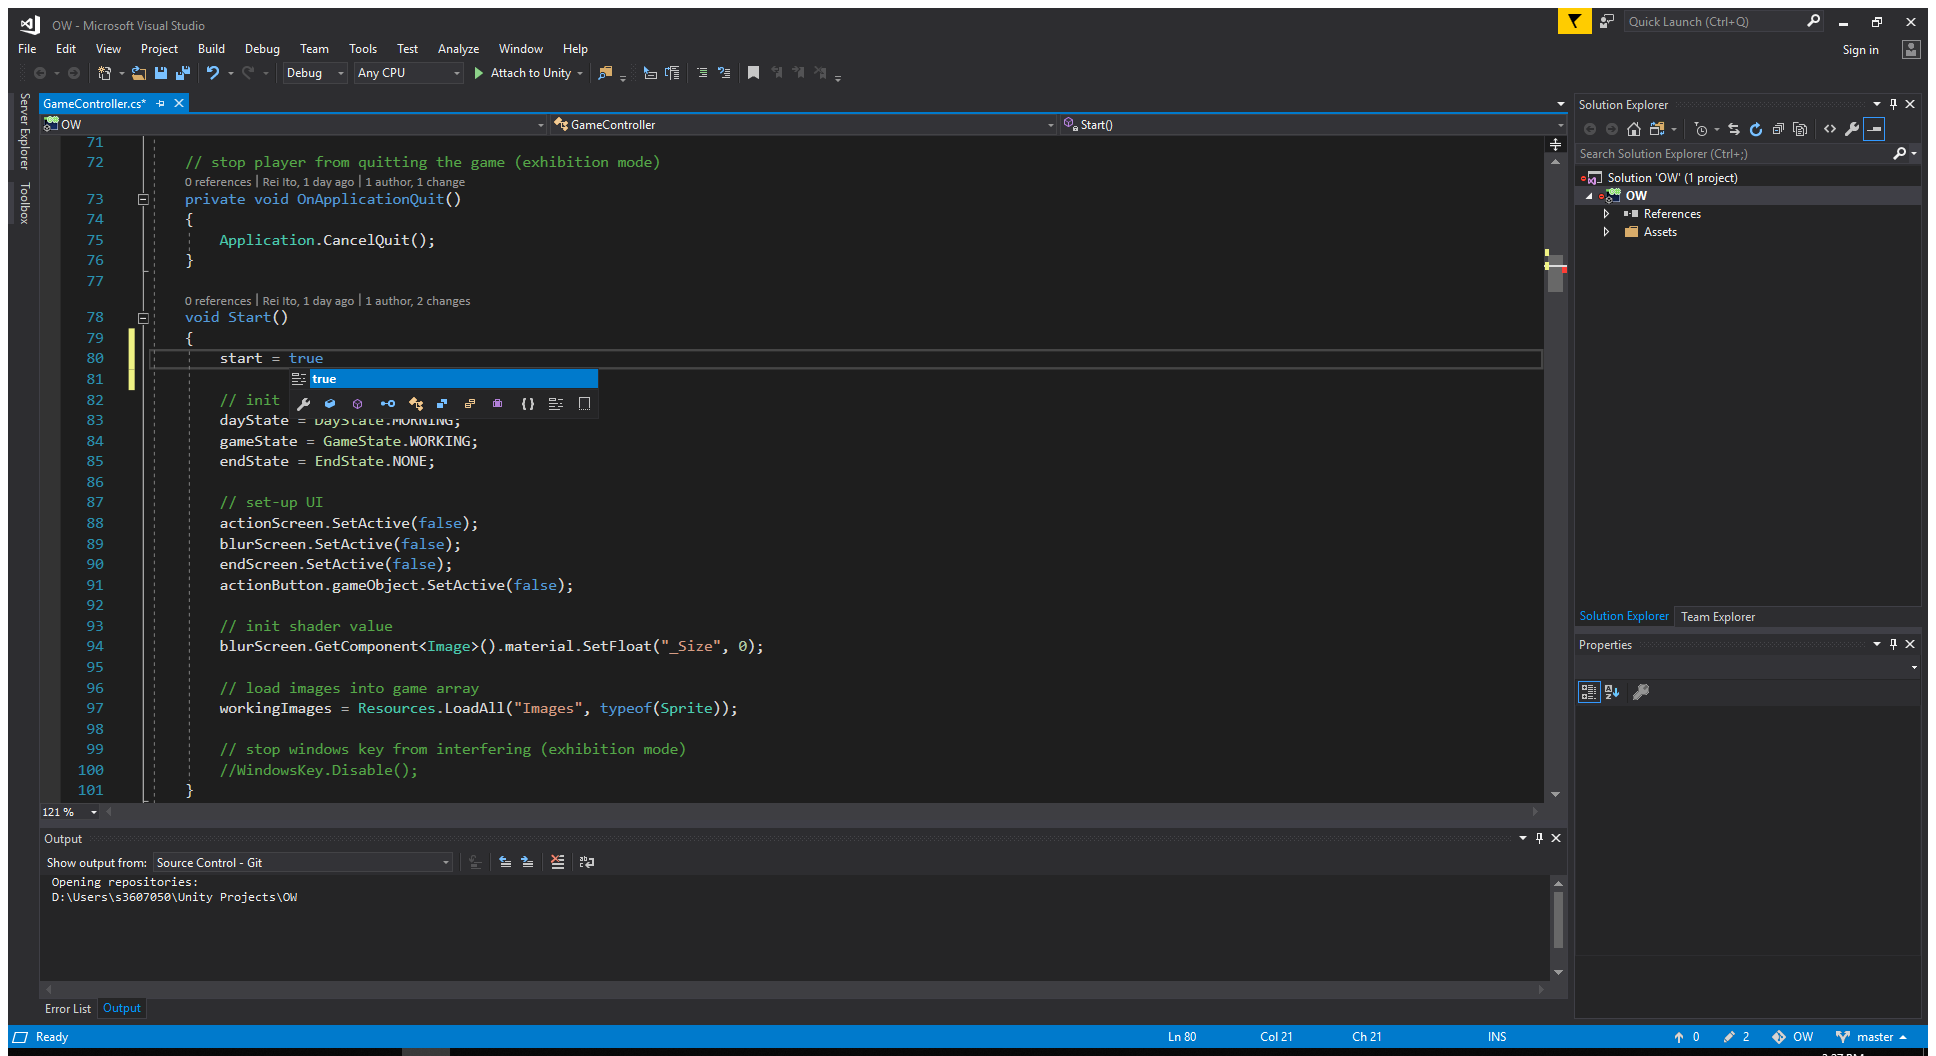 OW - Microsoft Visual Studio
Quick Launch (Ctrl+Q)
File Edit View Project Build Debug Team Tools Test Analyze Window Help
Sign in
Debug Any CPU Attach to Unity
Server Explorer
Toolbox
GameController.cs*
OW GameController Start()
71
72 // stop player from quitting the game (exhibition mode)
0 references | Rei Ito, 1 day ago | 1 author, 1 change
73 private void OnApplicationQuit()
74 {
75 Application.CancelQuit();
76 }
77
0 references | Rei Ito, 1 day ago | 1 author, 2 changes
78 void Start()
79 {
80 start = true
81 true
82 // init
83 dayState = DayState.MORNING;
84 gameState = GameState.WORKING;
85 endState = EndState.NONE;
86
87 // set-up UI
88 actionScreen.SetActive(false);
89 blurScreen.SetActive(false);
90 endScreen.SetActive(false);
91 actionButton.gameObject.SetActive(false);
92
93 // init shader value
94 blurScreen.GetComponent<Image>().material.SetFloat("_Size", 0);
95
96 // load images into game array
97 workingImages = Resources.LoadAll("Images", typeof(Sprite));
98
99 // stop windows key from interfering (exhibition mode)
100 //WindowsKey.Disable();
101 }
121 %
Output
Show output from: Source Control - Git
Opening repositories:
D:\Users\s3607050\Unity Projects\OW
Error List Output
Solution Explorer
Search Solution Explorer (Ctrl+;)
Solution 'OW' (1 project)
OW
References
Assets
Solution Explorer Team Explorer
Properties
Ready Ln 80 Col 21 Ch 21 INS 0 2 OW master